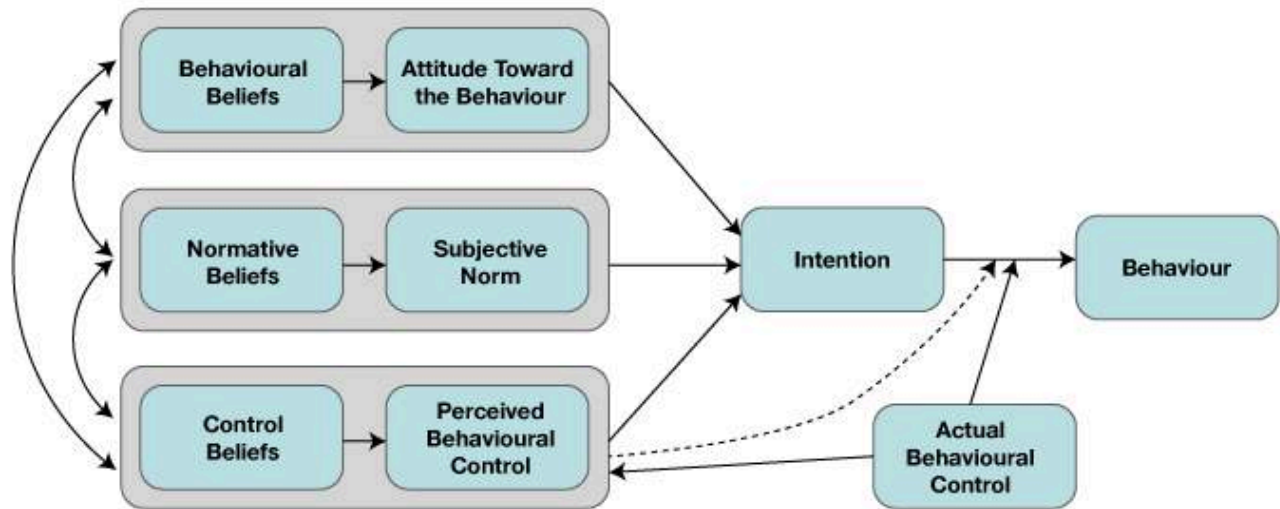 Behavioural
Beliefs
Attitude Toward
the Behaviour
Normative
Beliefs
Subjective
Norm
Intention
Behaviour
Control
Beliefs
Perceived
Behavioural
Control
Actual
Behavioural
Control